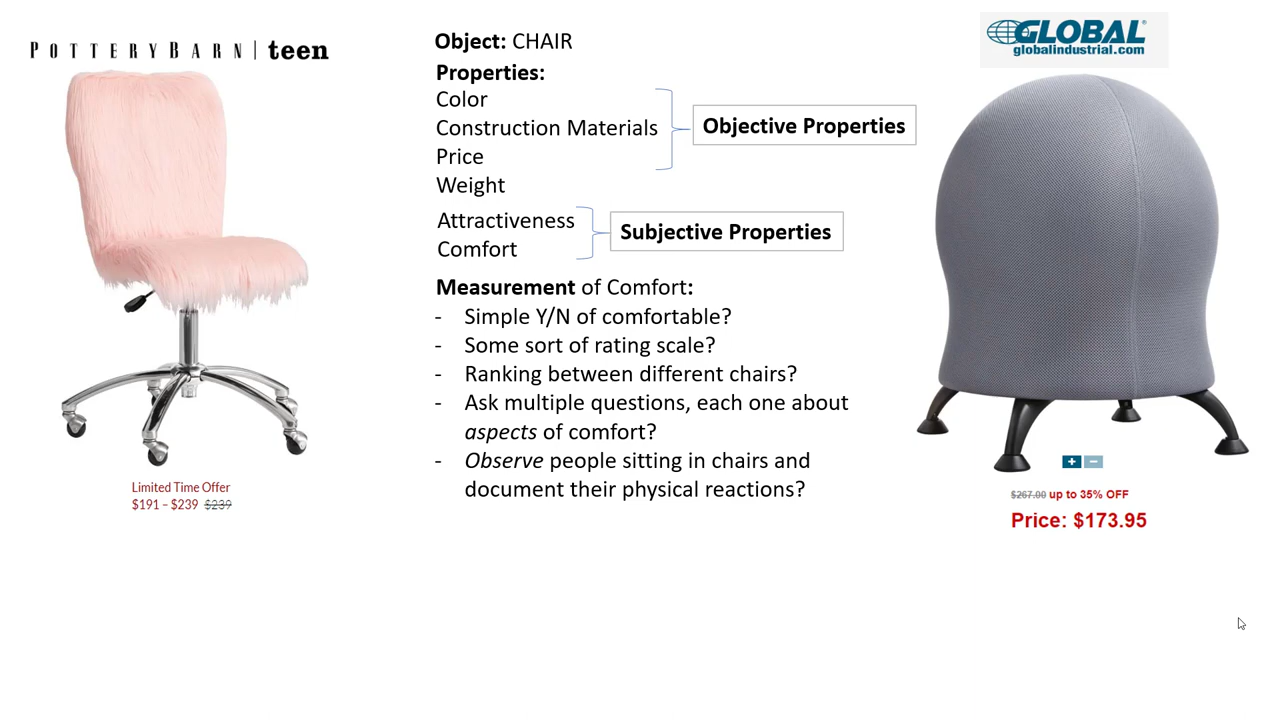 POTTERYBARN | teen
Limited Time Offer
$191 – $239 $239
Object: CHAIR
Properties:
Color
Construction Materials
Price
Weight
Objective Properties
Attractiveness
Comfort
Subjective Properties
Measurement of Comfort:
- Simple Y/N of comfortable?
- Some sort of rating scale?
- Ranking between different chairs?
- Ask multiple questions, each one about
aspects of comfort?
- Observe people sitting in chairs and
document their physical reactions?
GLOBAL®
globalindustrial.com
+ −
$267.00 up to 35% OFF
Price: $173.95